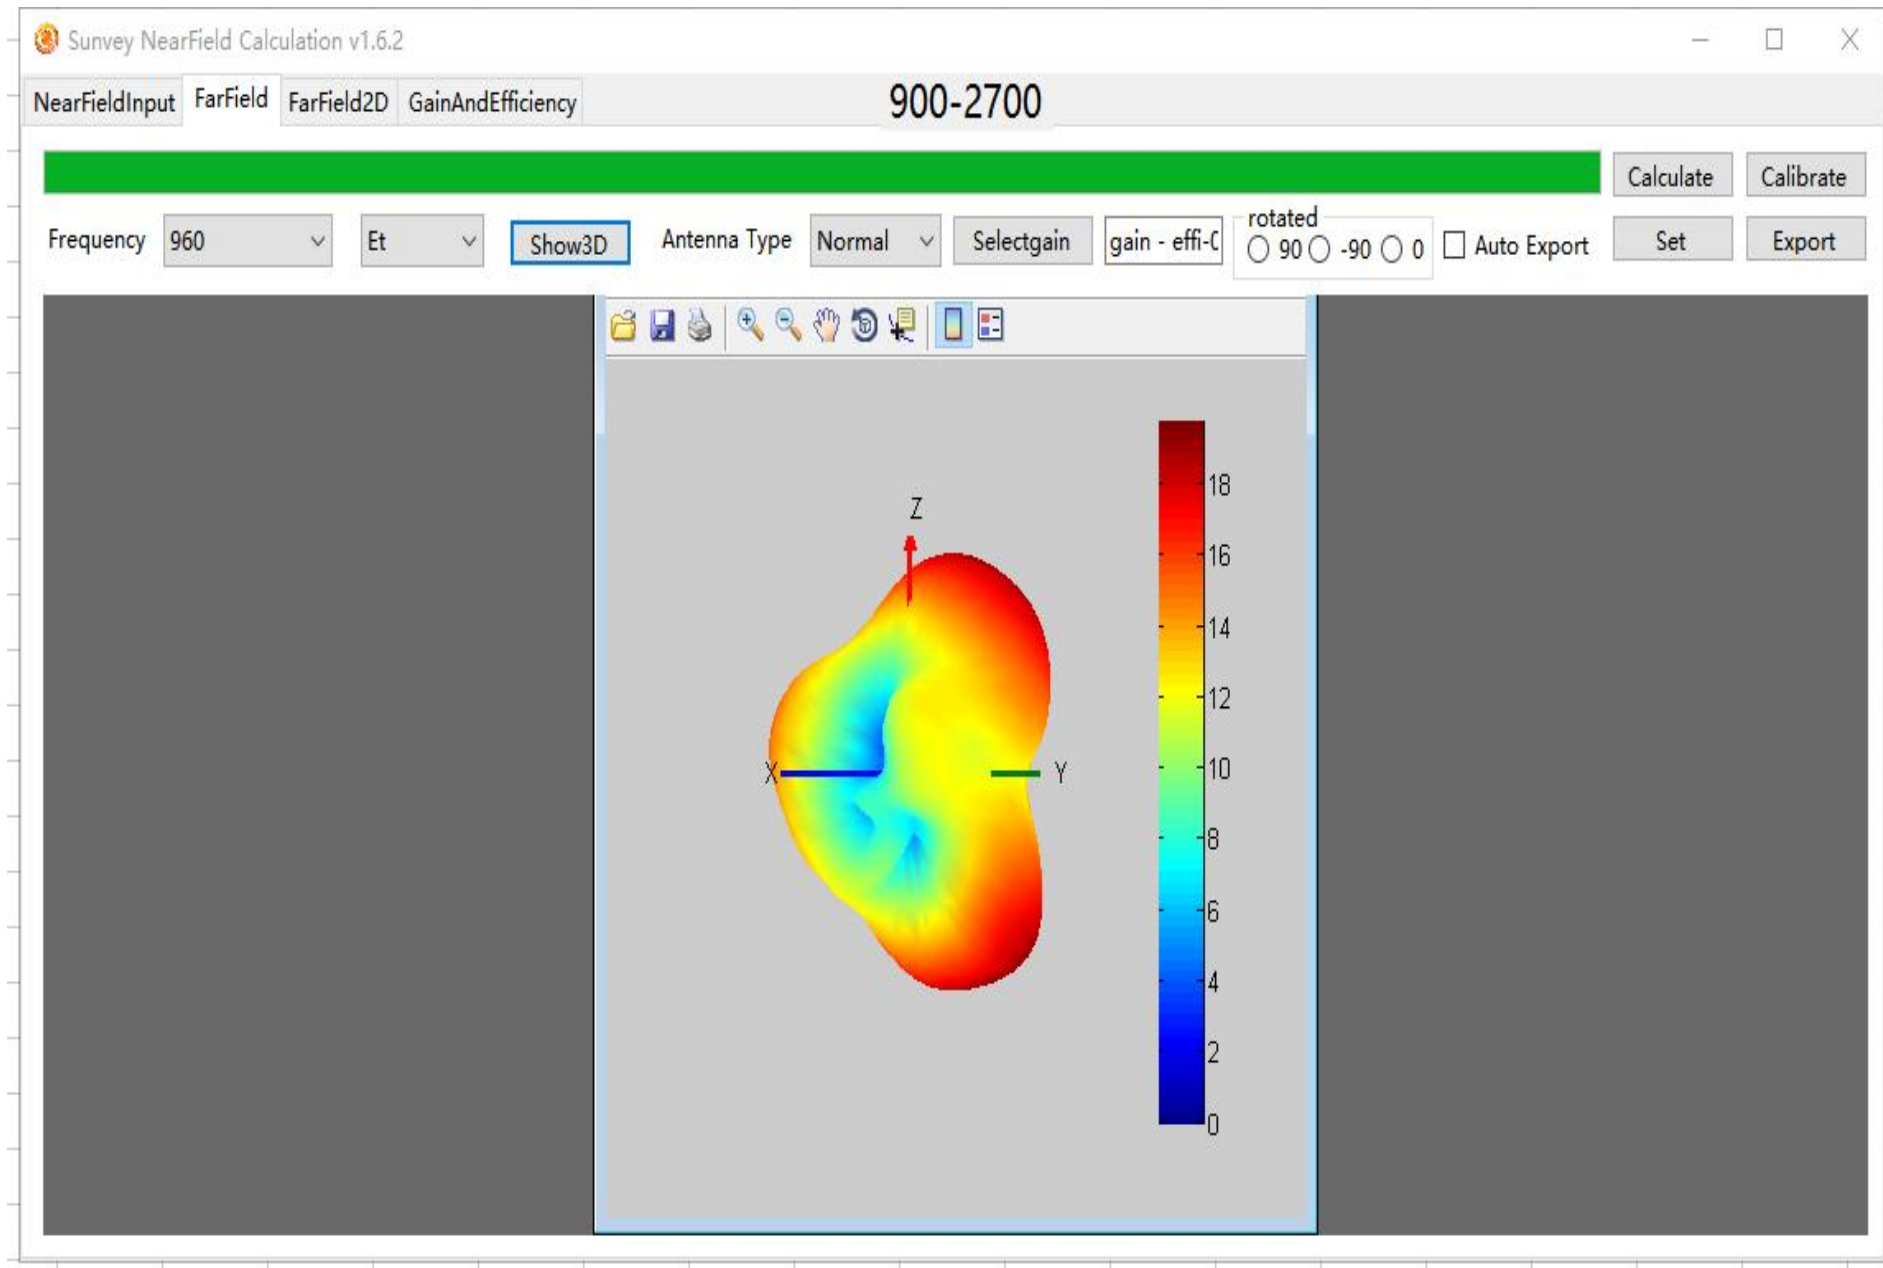 Sunvey NearField Calculation v1.6.2
NearFieldInput FarField FarField2D GainAndEfficiency 900-2700
Calculate Calibrate
Frequency 960 Et Show3D Antenna Type Normal Selectgain gain - effi-C rotated 90 -90 0 Auto Export Set Export
Z
X Y
18
16
14
12
10
8
6
4
2
0